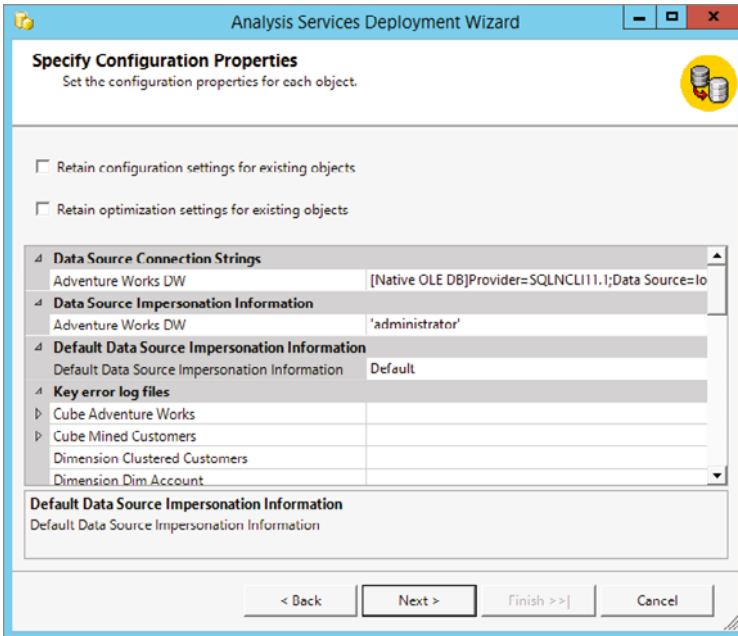 Analysis Services Deployment Wizard
Specify Configuration Properties
Set the configuration properties for each object.
Retain configuration settings for existing objects
Retain optimization settings for existing objects
Data Source Connection Strings
Adventure Works DW [Native OLE DB]Provider=SQLNCLI11.1;Data Source=lo
Data Source Impersonation Information
Adventure Works DW 'administrator'
Default Data Source Impersonation Information
Default Data Source Impersonation Information Default
Key error log files
Cube Adventure Works
Cube Mined Customers
Dimension Clustered Customers
Dimension Dim Account
Default Data Source Impersonation Information
Default Data Source Impersonation Information
< Back Next > Finish >>| Cancel